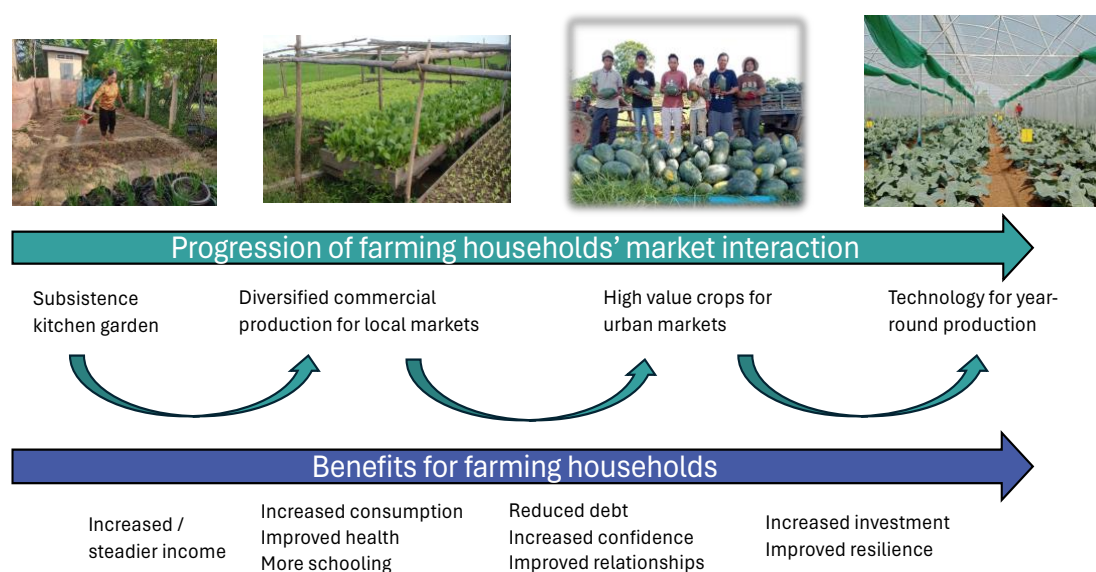 Progression of farming households’ market interaction
Subsistence
kitchen garden
Diversified commercial
production for local markets
High value crops for
urban markets
Technology for year-
round production
Benefits for farming households
Increased /
steadier income
Increased consumption
Improved health
More schooling
Reduced debt
Increased confidence
Improved relationships
Increased investment
Improved resilience